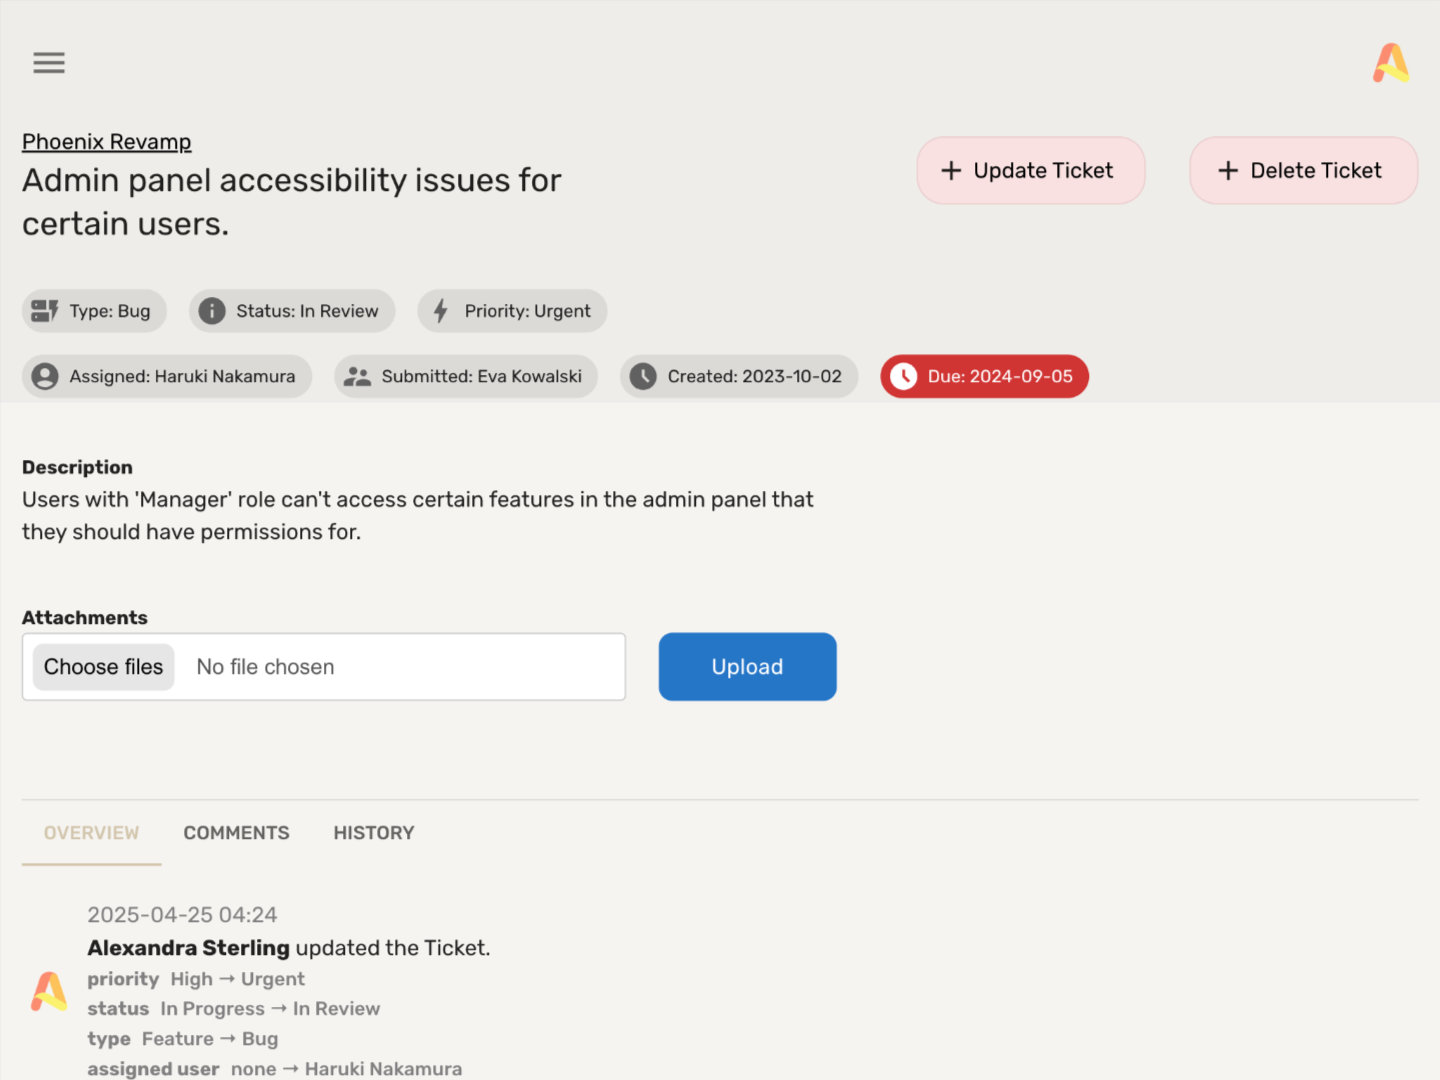 Phoenix Revamp
Admin panel accessibility issues for
certain users.
+ Update Ticket
+ Delete Ticket
Type: Bug
Status: In Review
Priority: Urgent
Assigned: Haruki Nakamura
Submitted: Eva Kowalski
Created: 2023-10-02
Due: 2024-09-05
Description
Users with 'Manager' role can't access certain features in the admin panel that
they should have permissions for.
Attachments
Choose files No file chosen
Upload
OVERVIEW
COMMENTS
HISTORY
2025-04-25 04:24
Alexandra Sterling updated the Ticket.
priority High → Urgent
status In Progress → In Review
type Feature → Bug
assigned user none → Haruki Nakamura